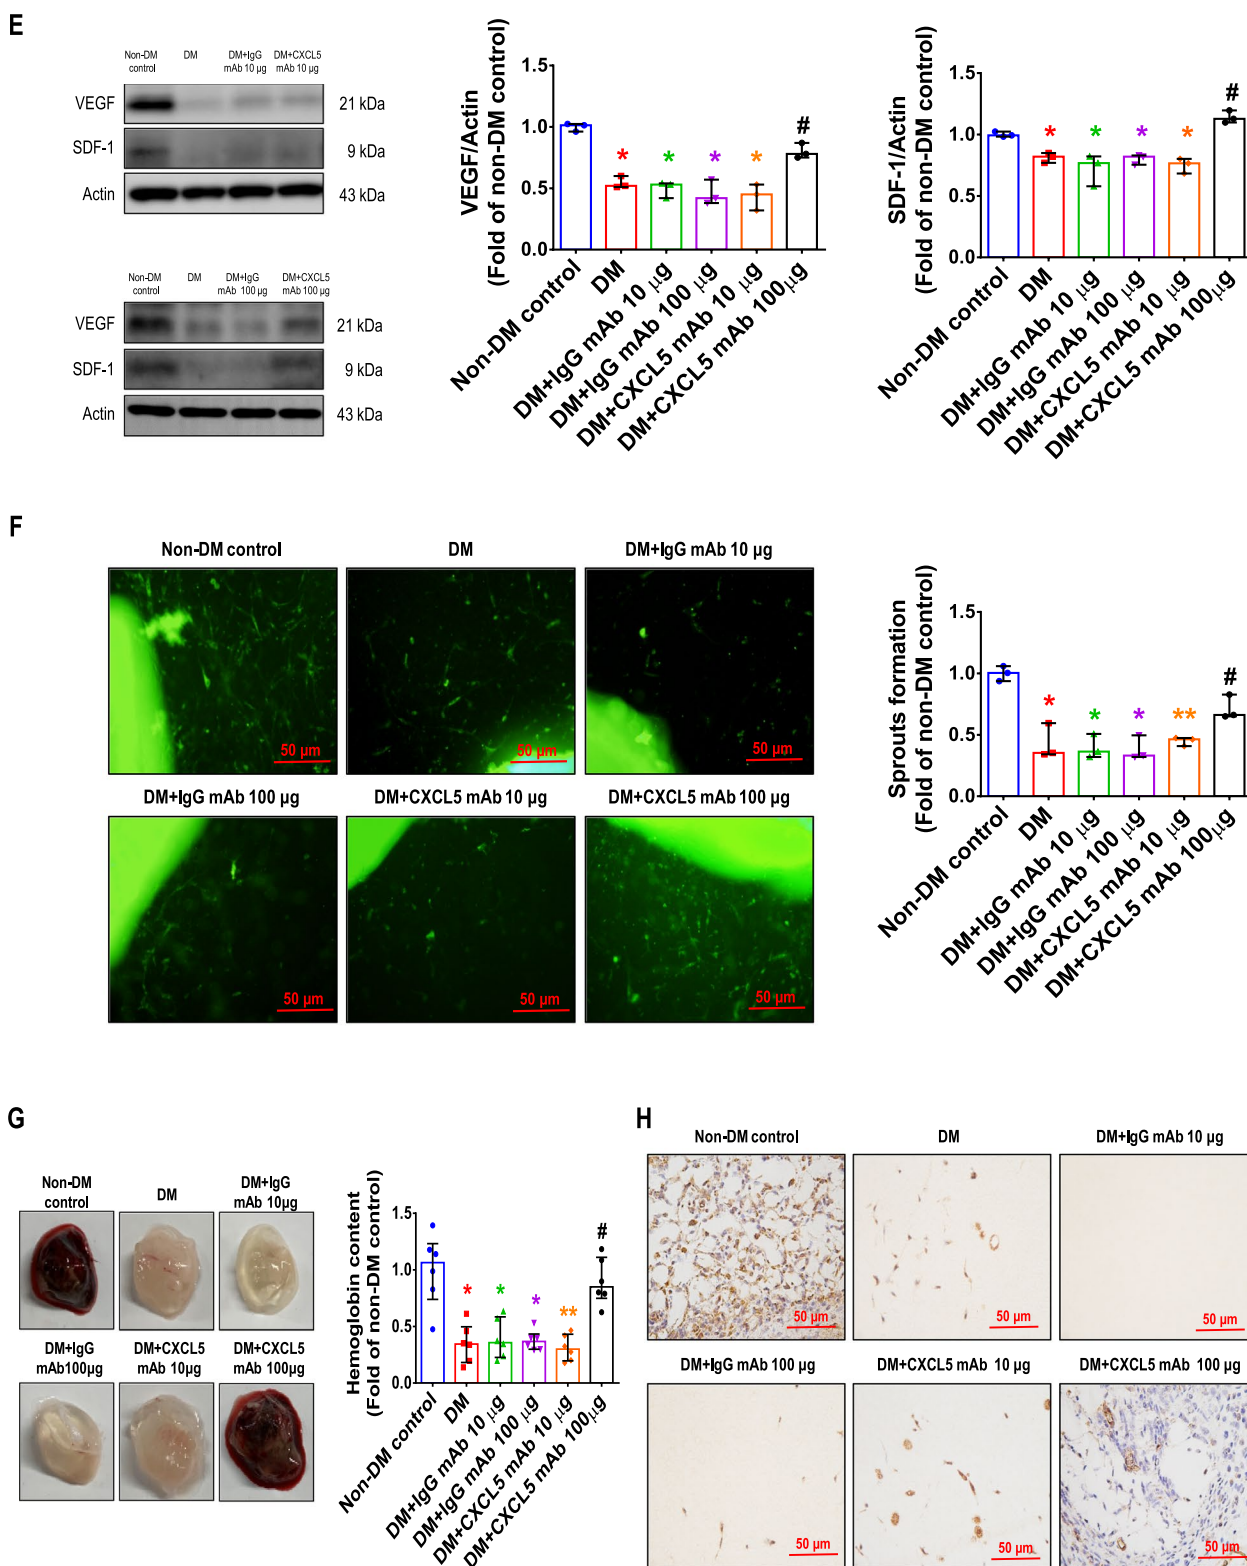 E
Non-DM
control
DM
DM+IgG
mAb 10 µg
DM+CXCL5
mAb 10 µg
VEGF
21 kDa
SDF-1
9 kDa
Actin
43 kDa
Non-DM
control
DM
DM+IgG
mAb 100 µg
DM+CXCL5
mAb 100 µg
VEGF
21 kDa
SDF-1
9 kDa
Actin
43 kDa
VEGF/Actin
(Fold of non-DM control)
1.5
1.0
0.5
0.0
* * * * #
Non-DM control
DM
DM+IgG mAb 10 µg
DM+IgG mAb 100 µg
DM+CXCL5 mAb 10 µg
DM+CXCL5 mAb 100µg
SDF-1/Actin
(Fold of non-DM control)
1.5
1.0
0.5
0.0
* * * * #
Non-DM control
DM
DM+IgG mAb 10 µg
DM+IgG mAb 100 µg
DM+CXCL5 mAb 10 µg
DM+CXCL5 mAb 100µg
F
Non-DM control
DM
DM+IgG mAb 10 µg
50 µm
50 µm
50 µm
DM+IgG mAb 100 µg
DM+CXCL5 mAb 10 µg
DM+CXCL5 mAb 100 µg
50 µm
50 µm
50 µm
Sprouts formation
(Fold of non-DM control)
1.5
1.0
0.5
0.0
* * * ** #
Non-DM control
DM
DM+IgG mAb 10 µg
DM+IgG mAb 100 µg
DM+CXCL5 mAb 10 µg
DM+CXCL5 mAb 100µg
G
Non-DM
control
DM
DM+IgG
mAb 10µg
DM+IgG
mAb100µg
DM+CXCL5
mAb 10µg
DM+CXCL5
mAb 100µg
Hemoglobin content
(Fold of non-DM control)
1.5
1.0
0.5
0.0
* * * ** #
Non-DM control
DM
DM+IgG mAb 10 µg
DM+IgG mAb 100 µg
DM+CXCL5 mAb 10 µg
DM+CXCL5 mAb 100µg
H
Non-DM control
DM
DM+IgG mAb 10 µg
50 µm
50 µm
50 µm
DM+IgG mAb 100 µg
DM+CXCL5 mAb 10 µg
DM+CXCL5 mAb 100 µg
50 µm
50 µm
50 µm